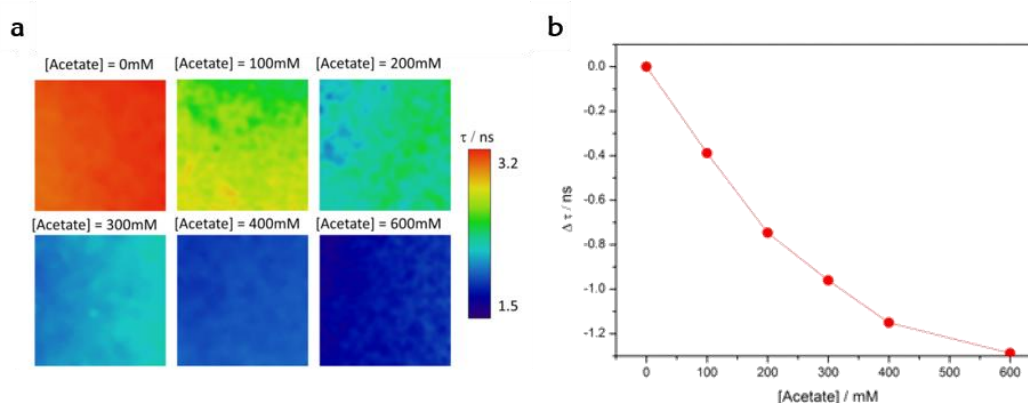 a
[Acetate] = 0mM [Acetate] = 100mM [Acetate] = 200mM
τ / ns
3.2
[Acetate] = 300mM [Acetate] = 400mM [Acetate] = 600mM
1.5
b
0.0
-0.2
-0.4
-0.6
-0.8
-1.0
-1.2
Δ τ / ns
0 100 200 300 400 500 600
[Acetate] / mM